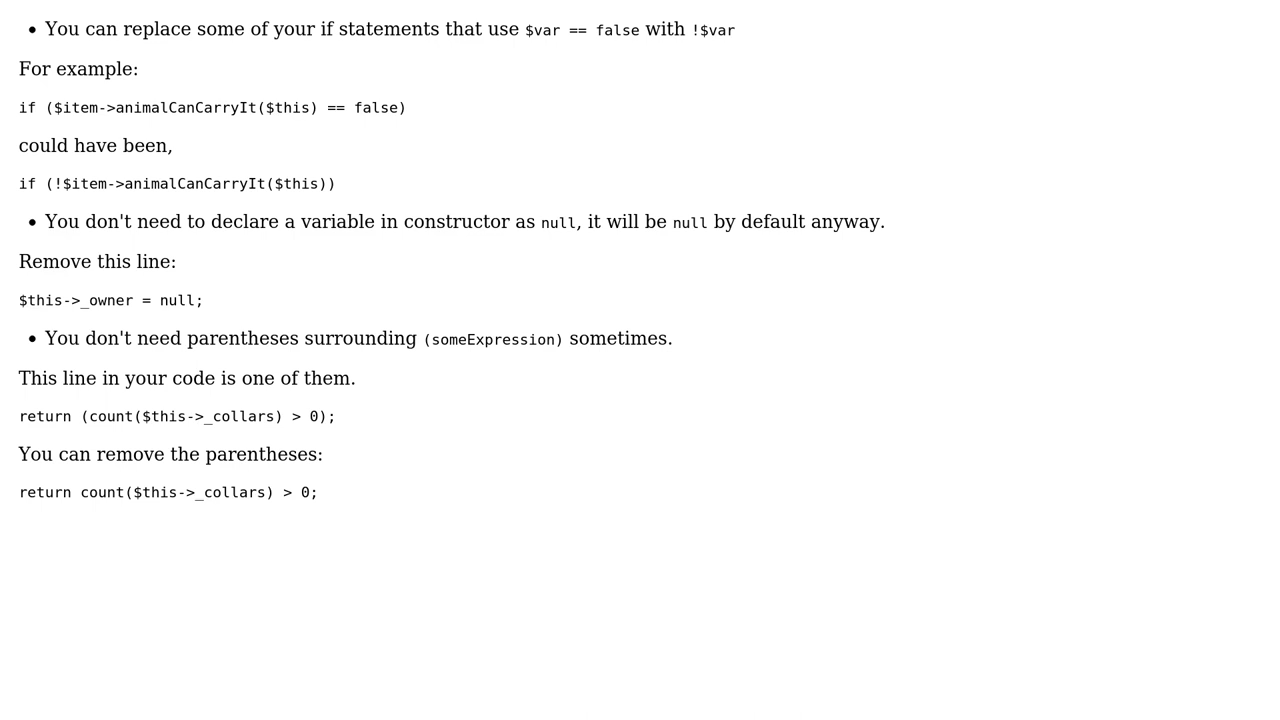 • You can replace some of your if statements that use $var == false with !$var
For example:
if ($item->animalCanCarryIt($this) == false)
could have been,
if (!$item->animalCanCarryIt($this))
• You don't need to declare a variable in constructor as null, it will be null by default anyway.
Remove this line:
$this->_owner = null;
• You don't need parentheses surrounding (someExpression) sometimes.
This line in your code is one of them.
return (count($this->_collars) > 0);
You can remove the parentheses:
return count($this->_collars) > 0;